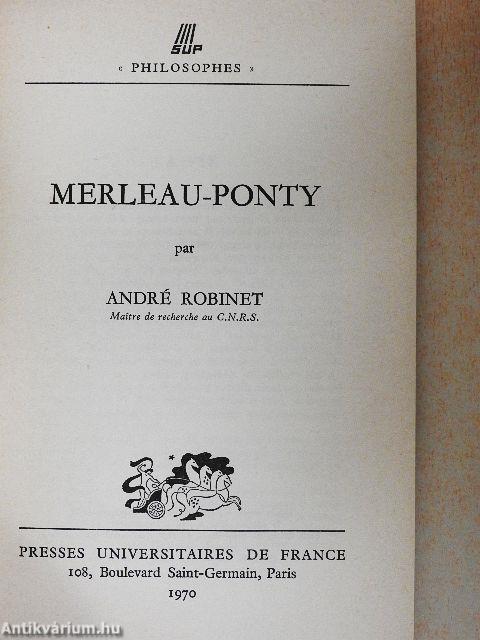 SUP
« PHILOSOPHES »
MERLEAU-PONTY
par
ANDRÉ ROBINET
Maître de recherche au C.N.R.S.
PRESSES UNIVERSITAIRES DE FRANCE
108, Boulevard Saint-Germain, Paris
1970
Antikvárium.hu